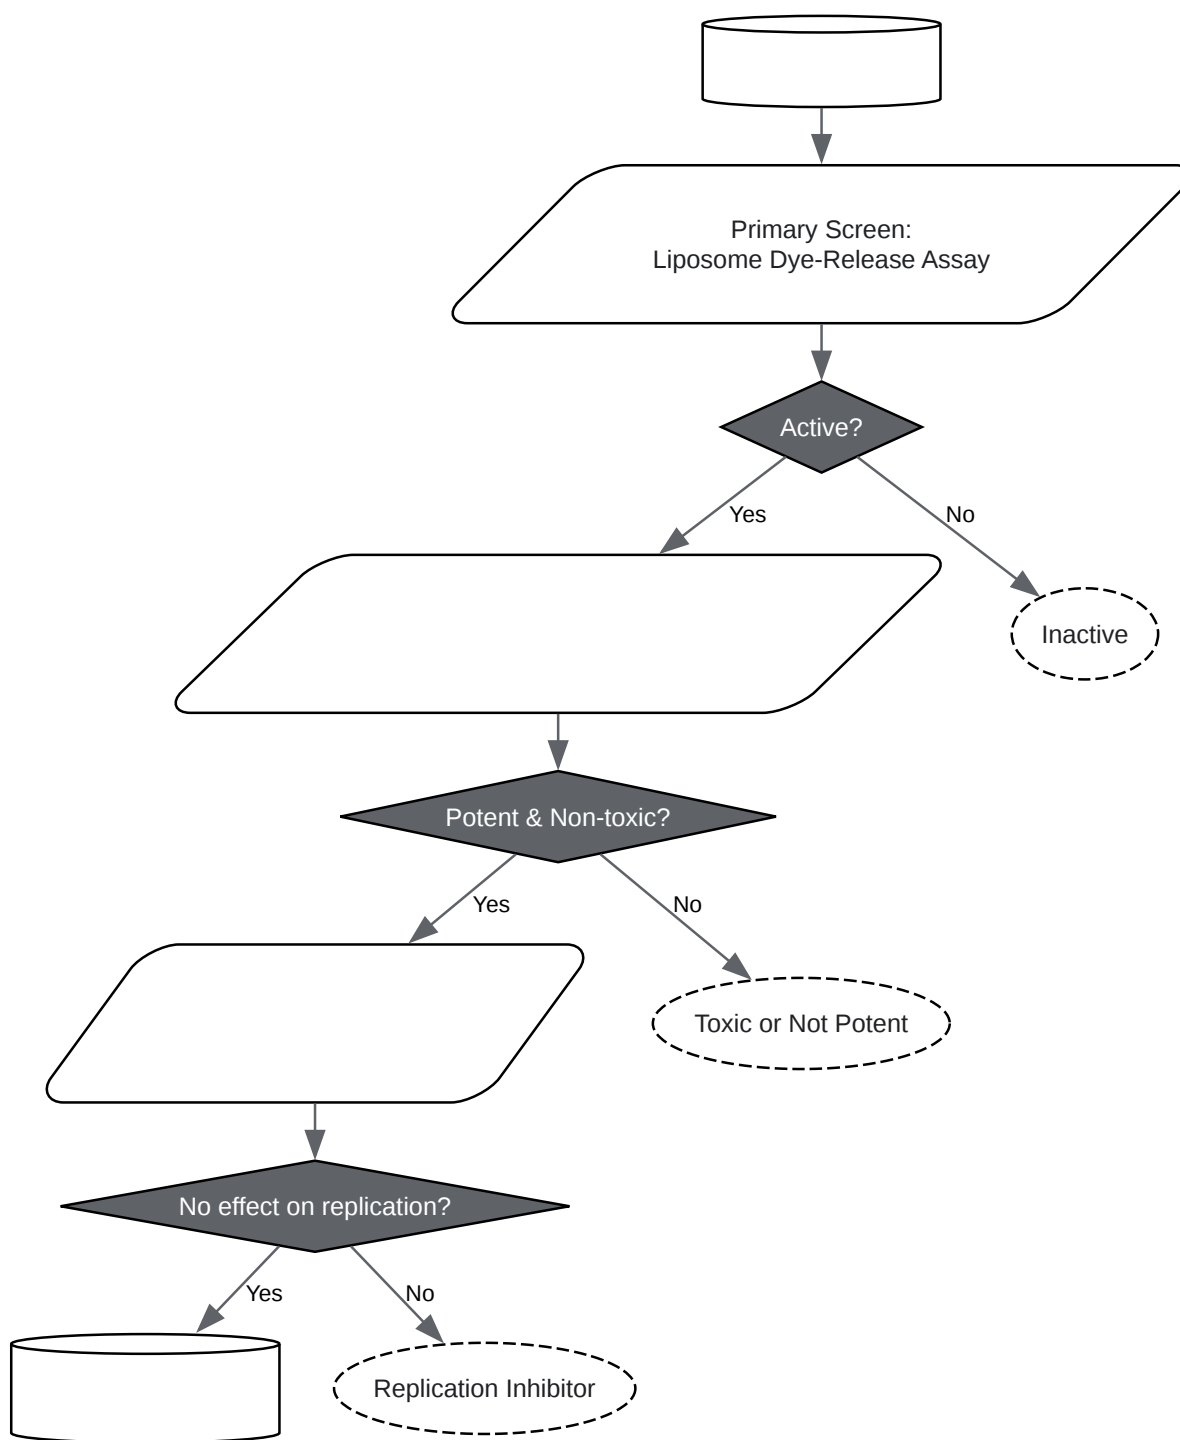 Primary Screen:
Liposome Dye-Release Assay
Active?
Yes
No
Inactive
Potent & Non-toxic?
Yes
No
Toxic or Not Potent
No effect on replication?
Yes
No
Replication Inhibitor